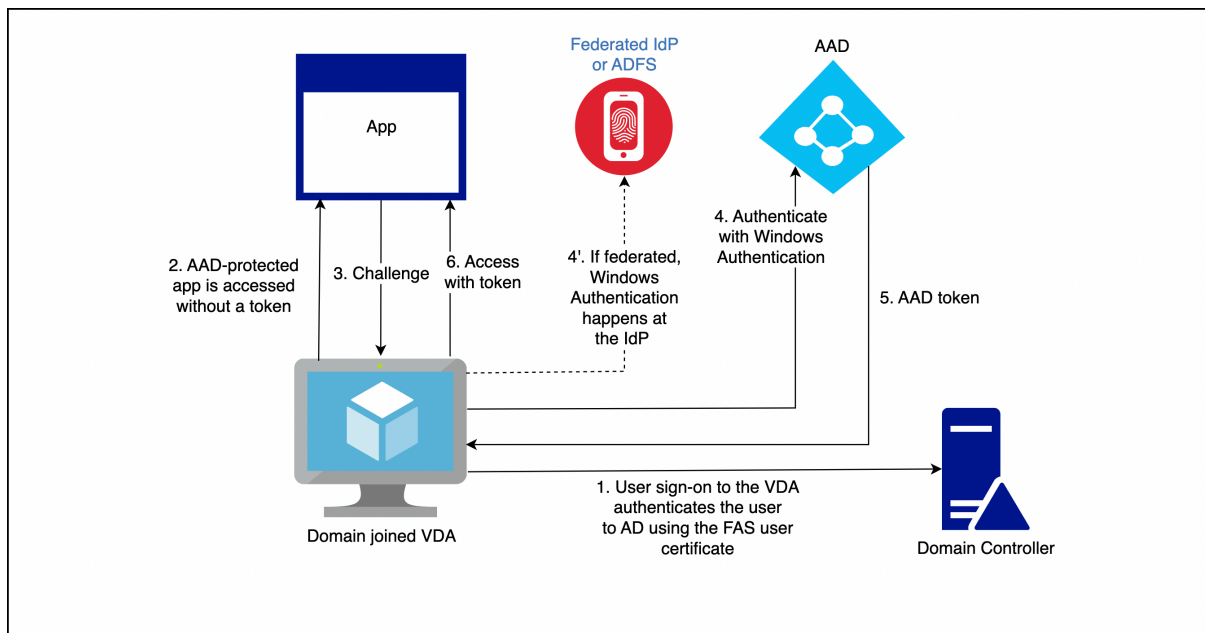 Federated IdP
or ADFS
AAD
App
2. AAD-protected
app is accessed
without a token
3. Challenge
6. Access
with token
4'. If federated,
Windows
Authentication
happens at
the IdP
4. Authenticate
with Windows
Authentication
5. AAD token
1. User sign-on to the VDA
authenticates the user
to AD using the FAS user
certificate
Domain joined VDA
Domain Controller